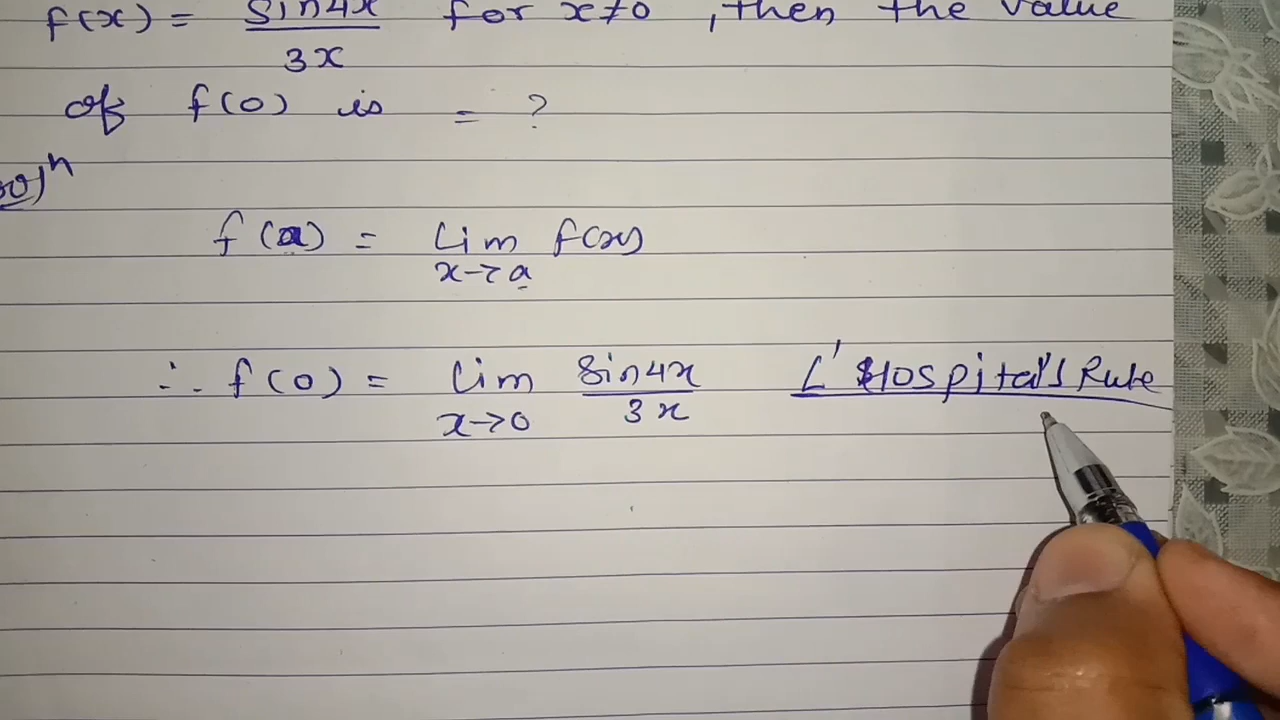 f(x) = sin4x / 3x for x≠0 , then the value
of f(0) is = ?
Solⁿ
f(a) = Lim x→a f(x)
∴ f(0) = Lim x→0 Sin4x / 3x L'Hospital's Rule